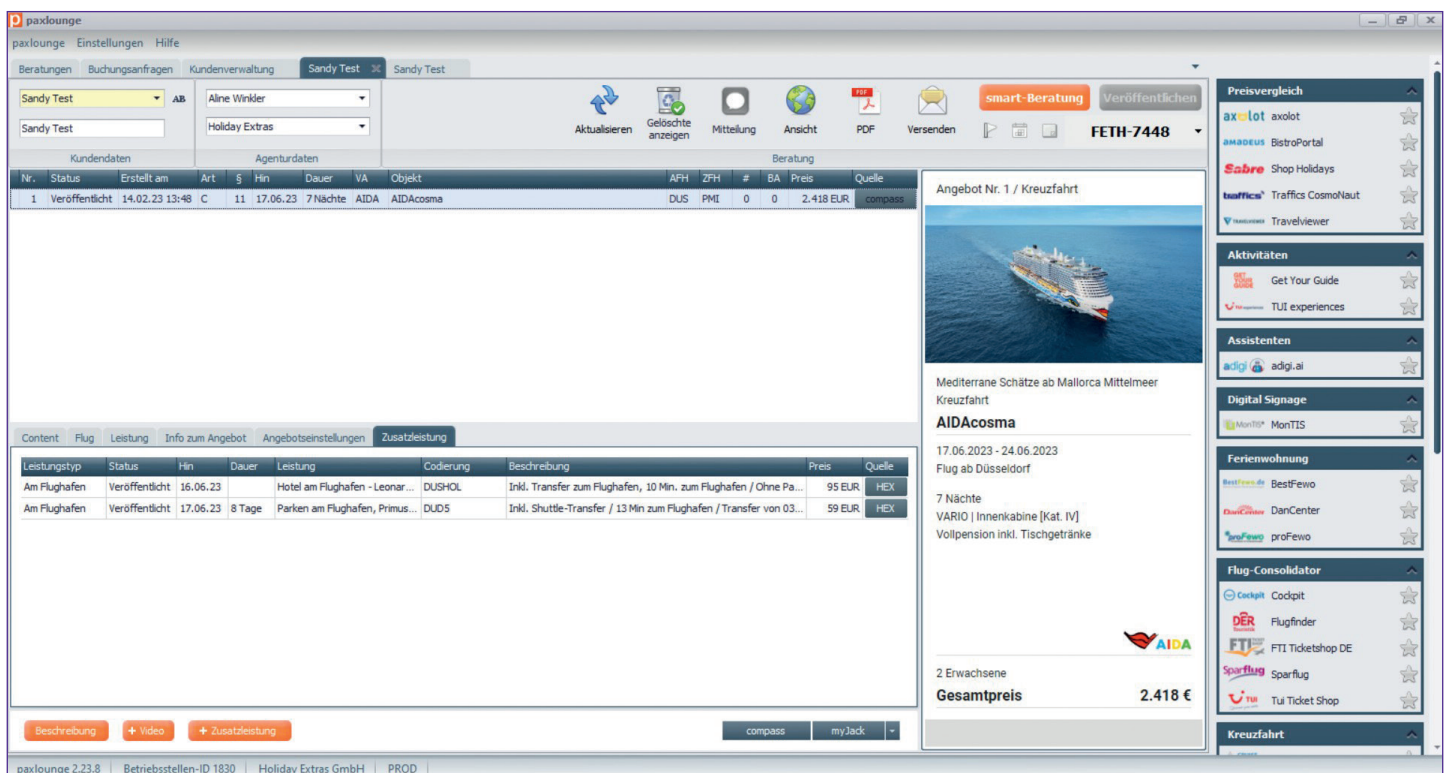 paxlounge
paxlounge Einstellungen Hilfe
Beratungen Buchungsanfragen Kundenverwaltung Sandy Test Sandy Test
Sandy Test AB Aline Winkler
Sandy Test Holiday Extras
Kundendaten Agenturdaten Beratung
Aktualisieren
Gelöschte anzeigen
Mitteilung
Ansicht
PDF
PDF
Versenden
smart-Beratung Veröffentlichen
FETH-7448
Nr. Status Erstellt am Art § Hin Dauer VA Objekt AFH ZFH # BA Preis Quelle
1 Veröffentlicht 14.02.23 13:48 C 11 17.06.23 7 Nächte AIDA AIDAcosma DUS PMI 0 0 2.418 EUR compass
Content Flug Leistung Info zum Angebot Angebotseinstellungen Zusatzleistung
Leistungstyp Status Hin Dauer Leistung Codierung Beschreibung Preis Quelle
Am Flughafen Veröffentlicht 16.06.23 Hotel am Flughafen - Leonar... DUSHOL Inkl. Transfer zum Flughafen, 10 Min. zum Flughafen / Ohne Pa... 95 EUR HEX
Am Flughafen Veröffentlicht 17.06.23 8 Tage Parken am Flughafen, Primus... DUD5 Inkl. Shuttle-Transfer / 13 Min zum Flughafen / Transfer von 03... 59 EUR HEX
Beschreibung + Video + Zusatzleistung compass myJack
Angebot Nr. 1 / Kreuzfahrt
Mediterrane Schätze ab Mallorca Mittelmeer
Kreuzfahrt
AIDAcosma
17.06.2023 - 24.06.2023
Flug ab Düsseldorf
7 Nächte
VARIO | Innenkabine [Kat. IV]
Vollpension inkl. Tischgetränke
AIDA
2 Erwachsene
Gesamtpreis 2.418 €
Preisvergleich
axolot axolot
amadeus BistroPortal
Sabre Shop Holidays
traffics Traffics CosmoNaut
Travelviewer
Aktivitäten
GET YOUR GUIDE Get Your Guide
TUI experiences
Assistenten
adigi adigi.ai
Digital Signage
MonTIS MonTIS
Ferienwohnung
BestFewo.de BestFewo
DanCenter DanCenter
proFewo proFewo
Flug-Consolidator
Cockpit Cockpit
DER Flugfinder
FTI FTI Ticketshop DE
Sparflug Sparflug
TUI Tui Ticket Shop
Kreuzfahrt
paxlounge 2.23.8 Betriebsstellen-ID 1830 Holiday Extras GmbH PROD